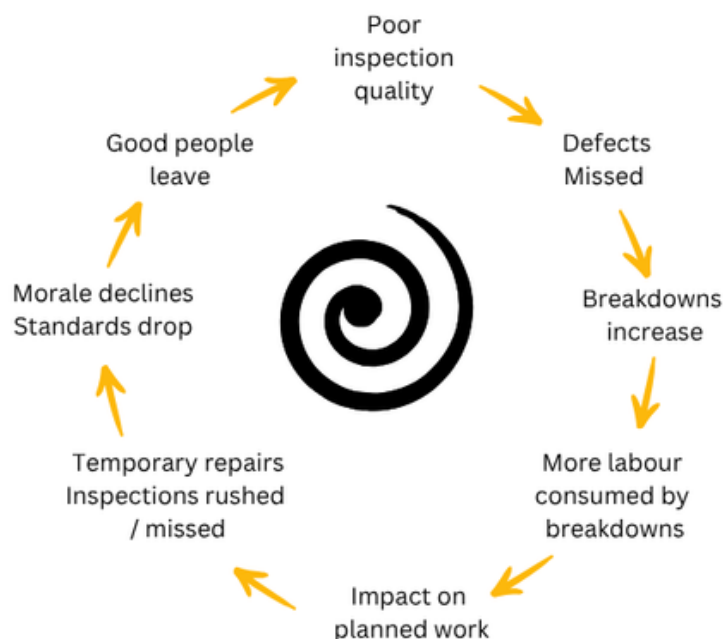 Poor
inspection
quality
Defects
Missed
Breakdowns
increase
More labour
consumed by
breakdowns
Impact on
planned work
Temporary repairs
Inspections rushed
/ missed
Morale declines
Standards drop
Good people
leave